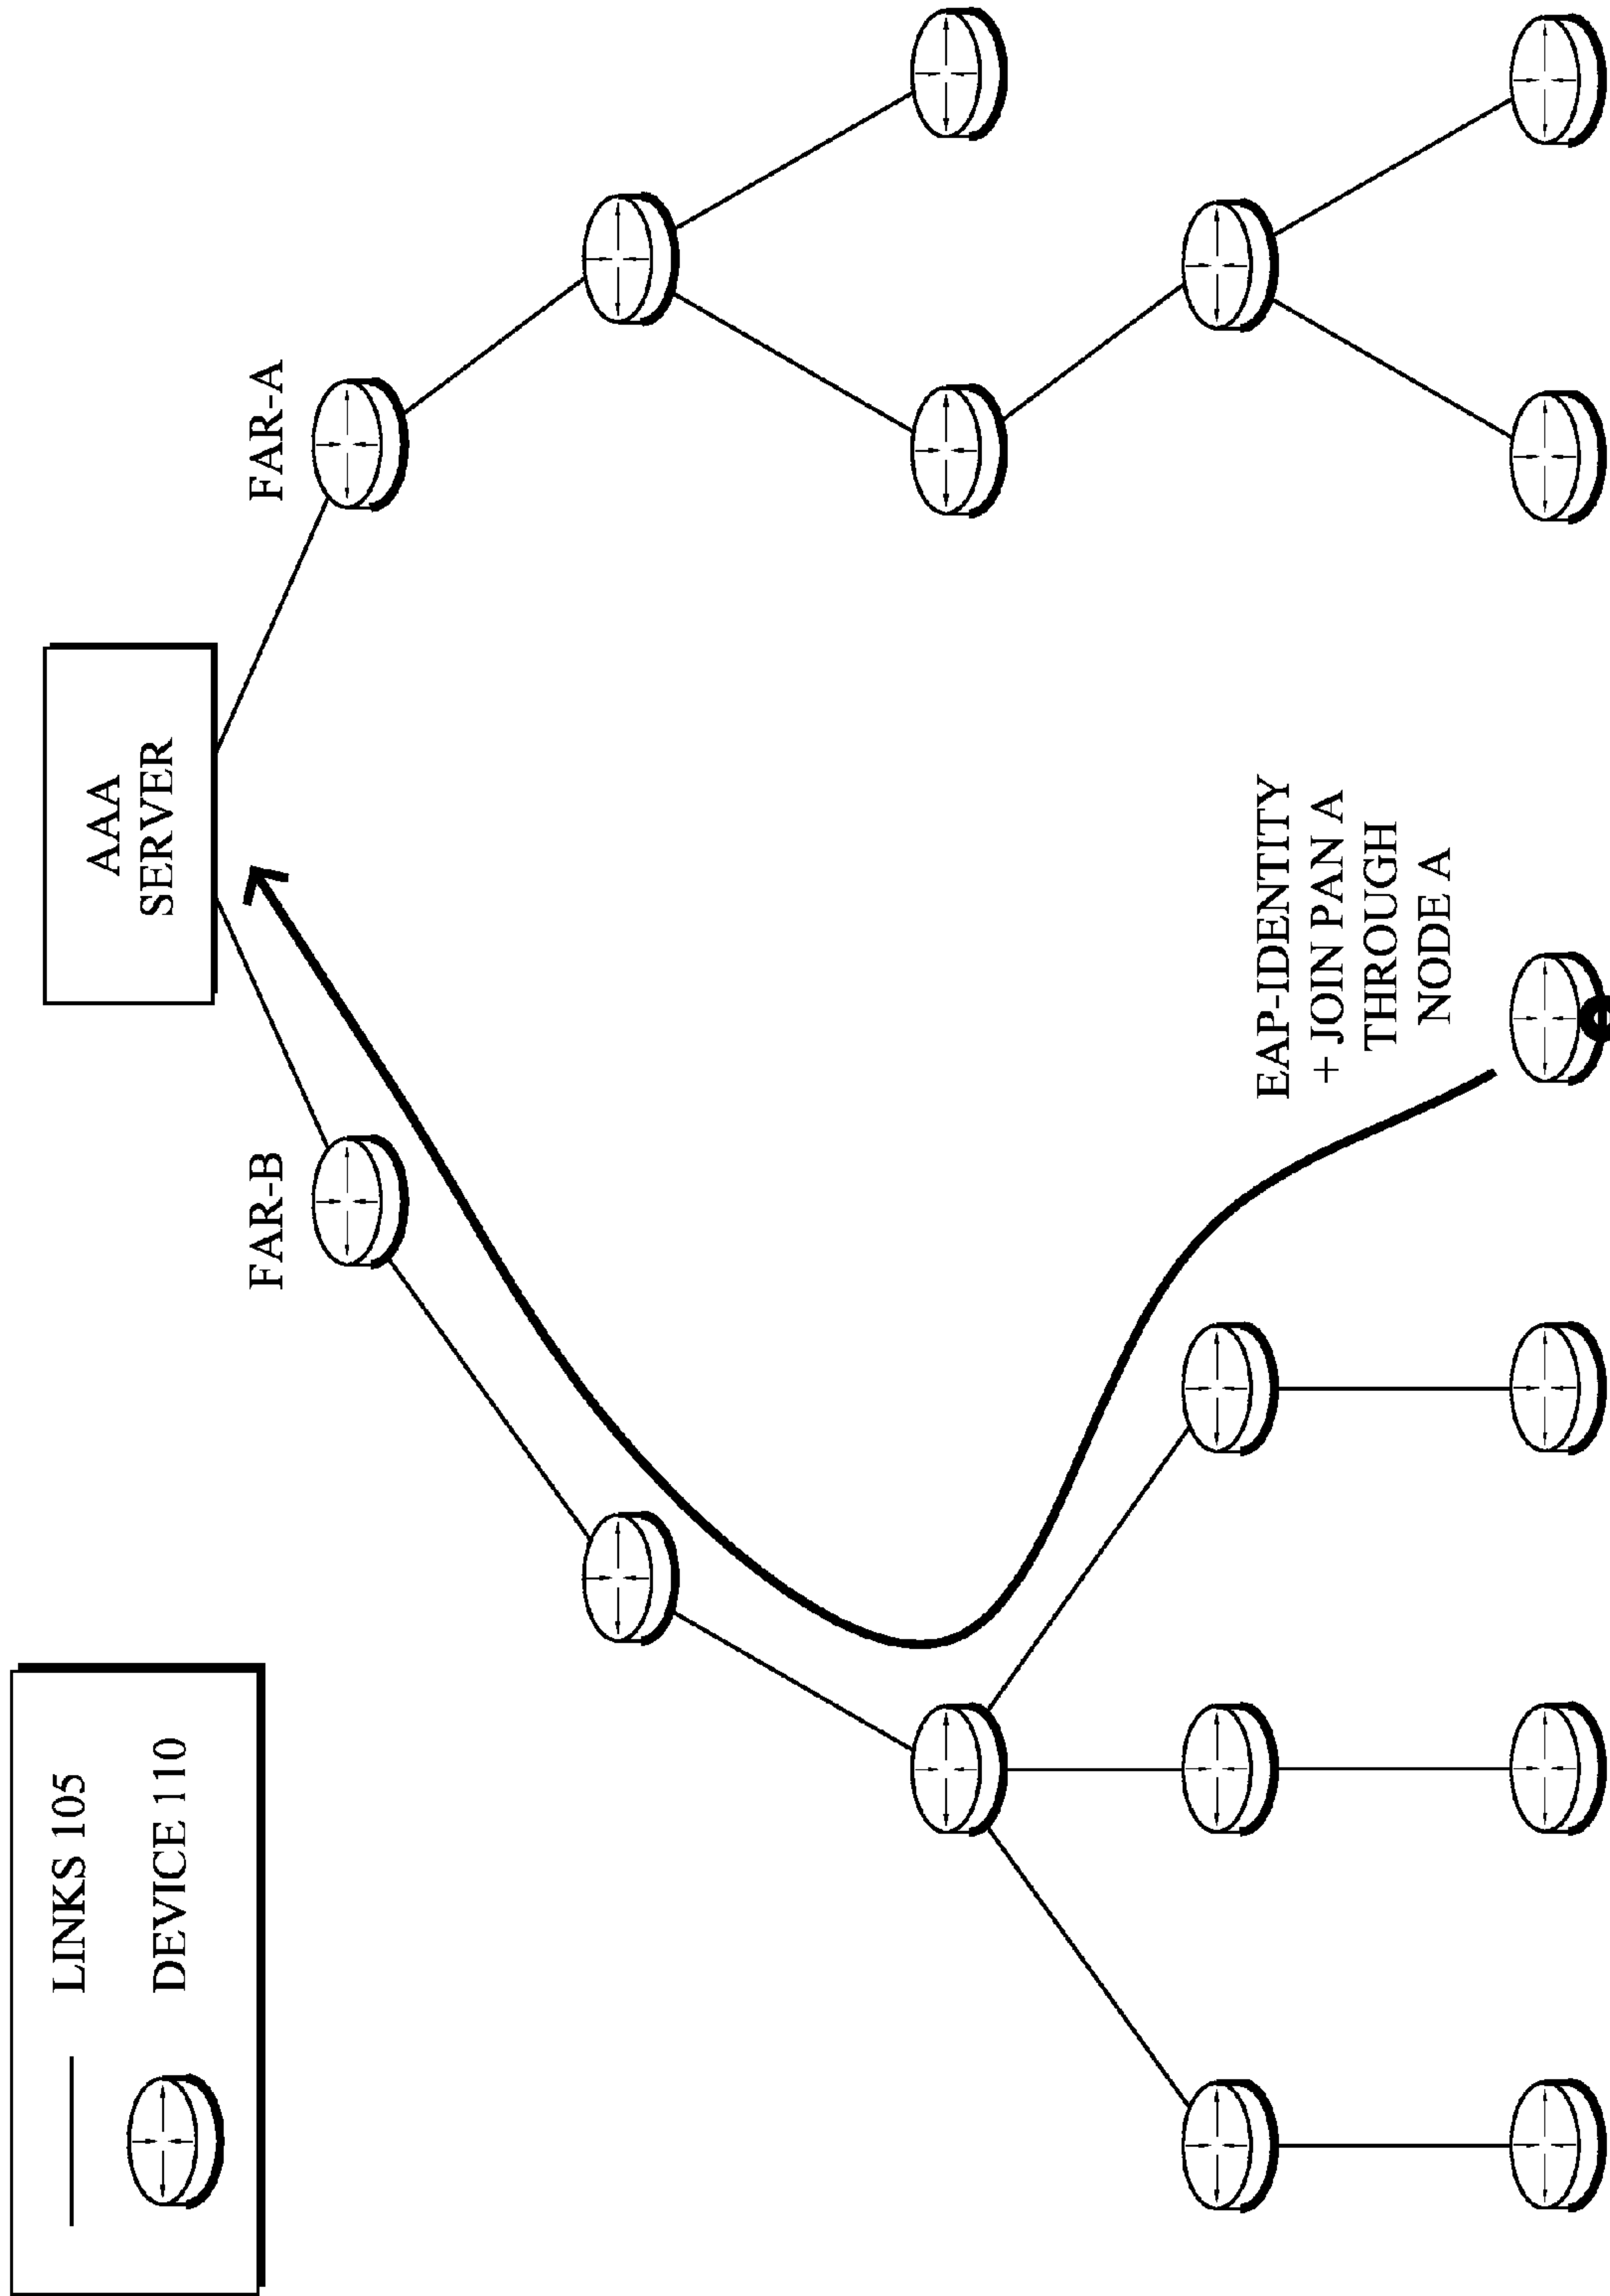 LINKS 105
DEVICE 110
AAA
SERVER
FAR-B
FAR-A
EAP-IDENTITY
+ JOIN PAN A
THROUGH
NODE A